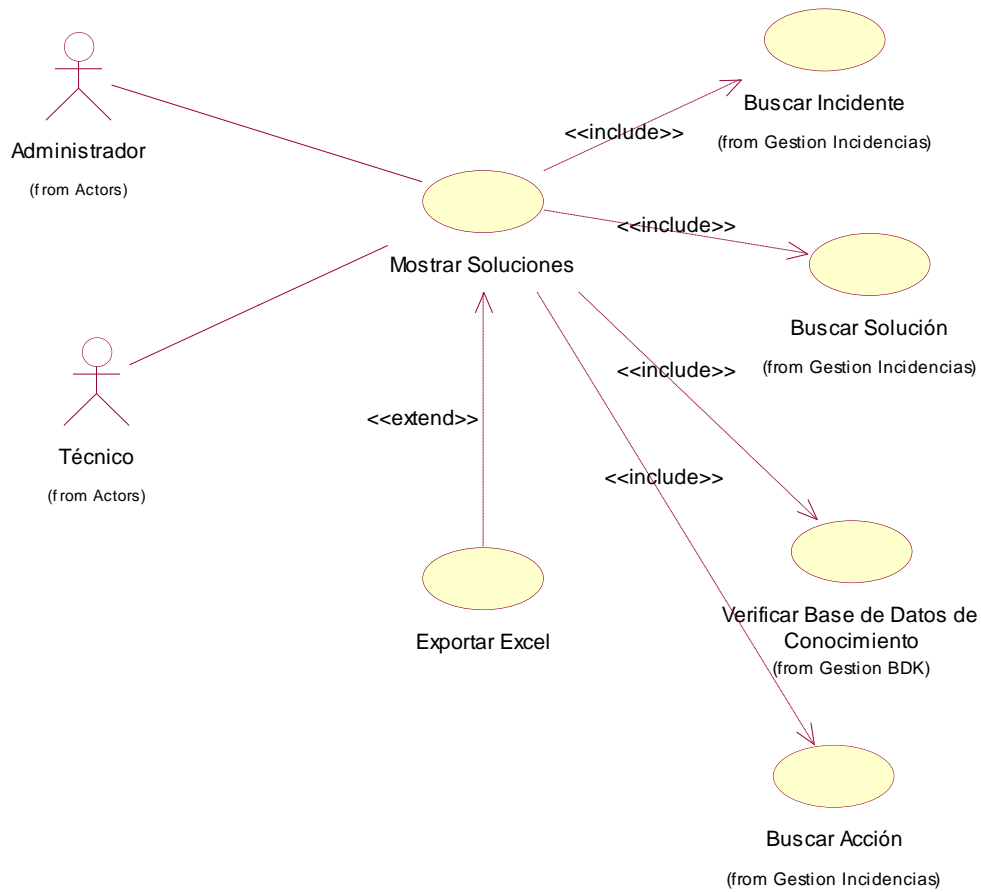 Buscar Incidente
(from Gestion Incidencias)
<<include>>
Administrador
(from Actors)
<<include>>
Mostrar Soluciones
Buscar Solución
(from Gestion Incidencias)
<<include>>
<<extend>>
Técnico
(from Actors)
<<include>>
Verificar Base de Datos de
Conocimiento
(from Gestion BDK)
Exportar Excel
Buscar Acción
(from Gestion Incidencias)